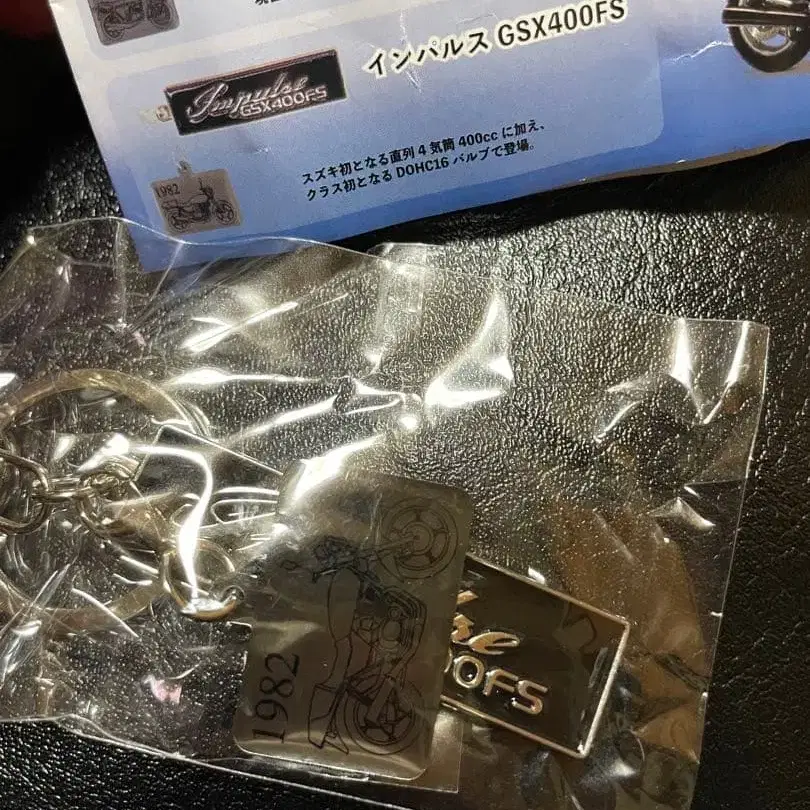 インパルス GSX400FS
Impulse
GSX400FS
スズキ初となる直列4気筒400ccに加え、
クラス初となるDOHC16バルブで登場。
1982
1982
lse
00FS